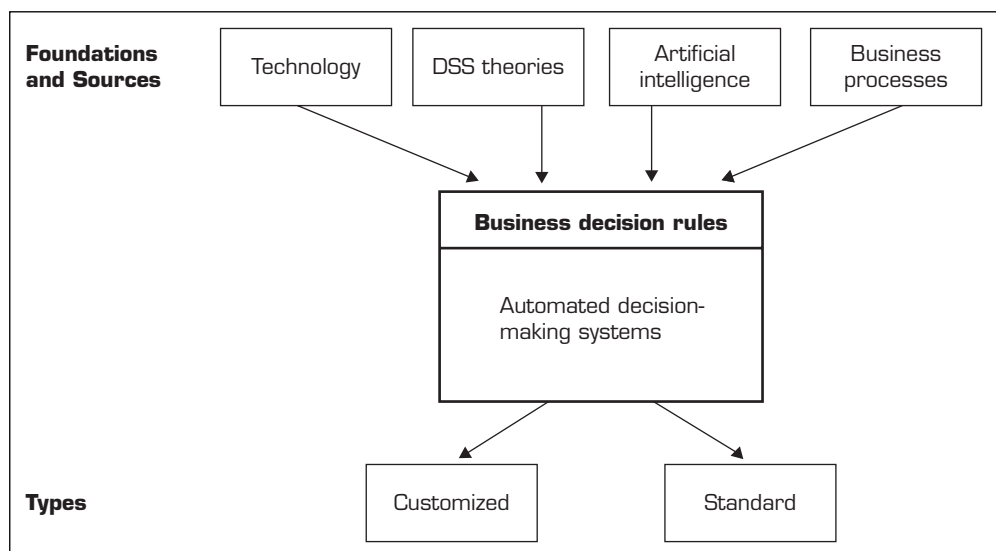 Foundations
and Sources
Technology
DSS theories
Artificial
intelligence
Business
processes
Business decision rules
Automated decision-
making systems
Types
Customized
Standard